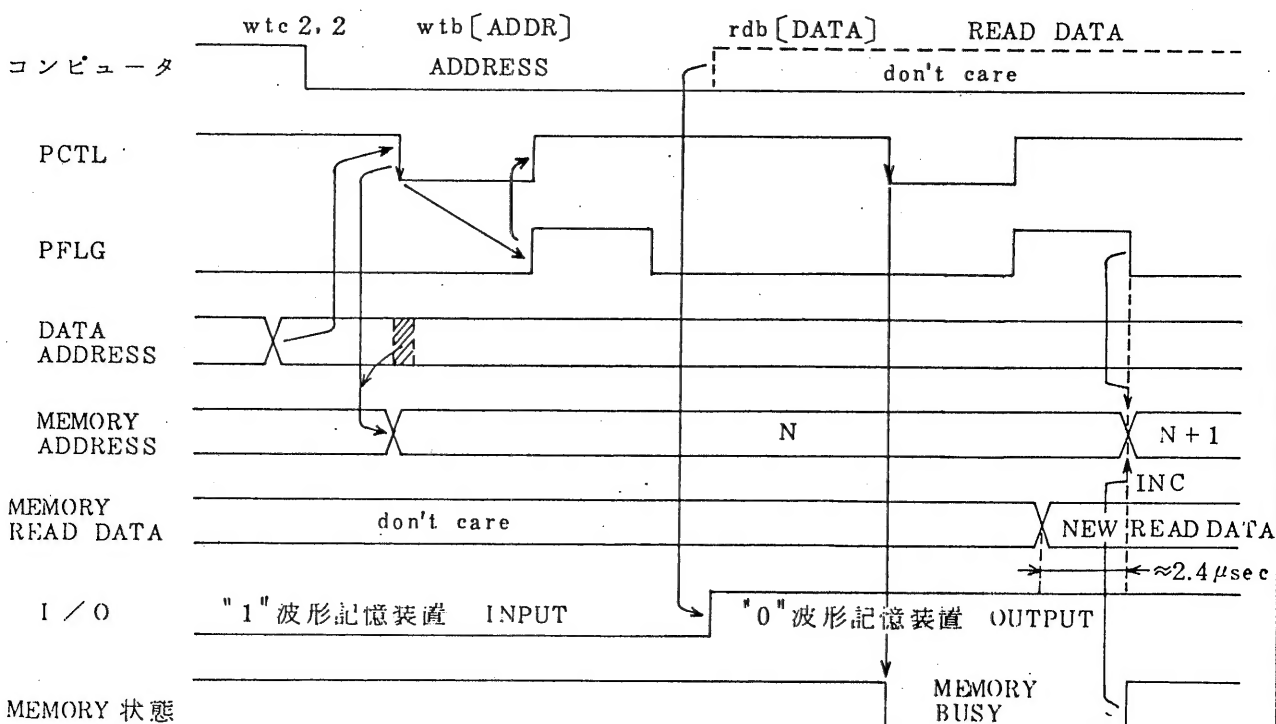 wtc 2, 2 wtb〔ADDR〕 rdb〔DATA〕 READ DATA
コンピュータ ADDRESS don't care
PCTL
PFLG
DATA
ADDRESS
MEMORY
ADDRESS
N N+1
INC
MEMORY
READ DATA
don't care NEW READ DATA
≈2.4μsec
I/O "1"波形記憶装置 INPUT "0"波形記憶装置 OUTPUT
MEMORY 状態
MEMORY
BUSY